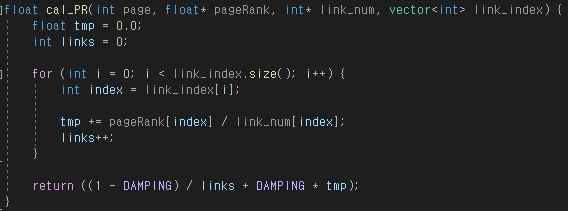 float cal_PR(int page, float* pageRank, int* link_num, vector<int> link_index) {
    float tmp = 0.0;
    int links = 0;

    for (int i = 0; i < link_index.size(); i++) {
        int index = link_index[i];

        tmp += pageRank[index] / link_num[index];
        links++;
    }

    return ((1 - DAMPING) / links + DAMPING * tmp);
}